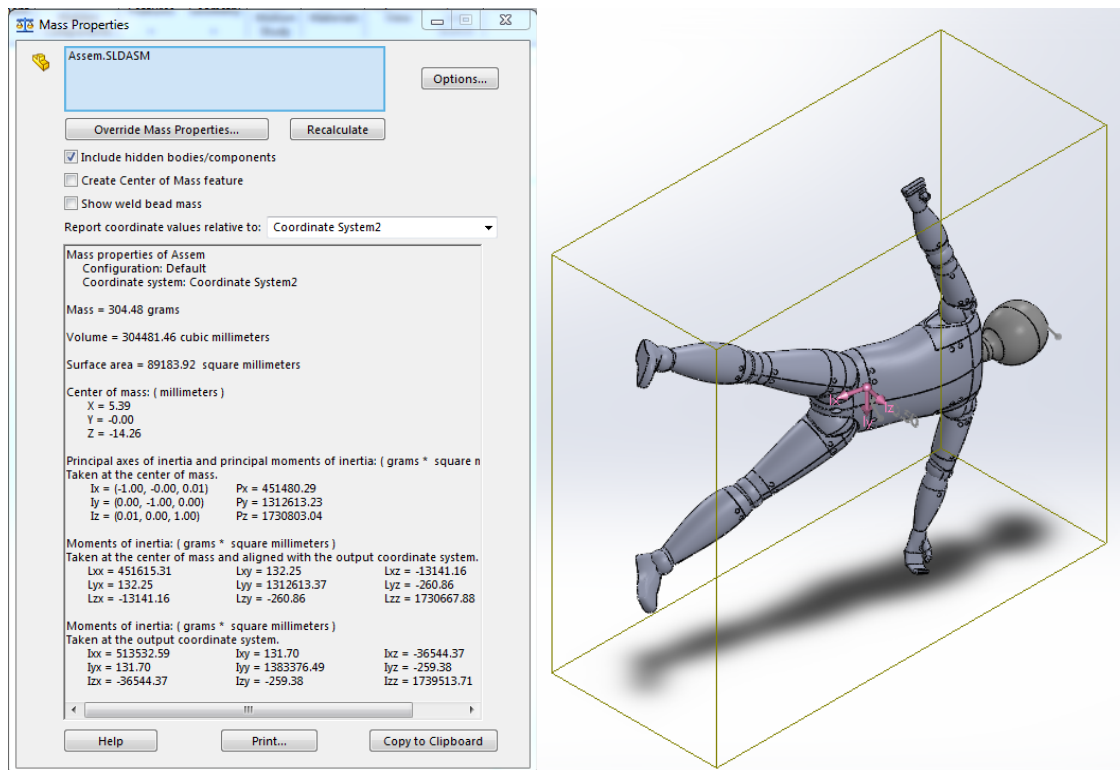 Mass Properties
Assem.SLDASM
Options...
Override Mass Properties...
Recalculate
Include hidden bodies/components
Create Center of Mass feature
Show weld bead mass
Report coordinate values relative to: Coordinate System2
Mass properties of Assem
Configuration: Default
Coordinate system: Coordinate System2
Mass = 304.48 grams
Volume = 304481.46 cubic millimeters
Surface area = 89183.92 square millimeters
Center of mass: ( millimeters )
X = 5.39
Y = -0.00
Z = -14.26
Principal axes of inertia and principal moments of inertia: ( grams * square m
Taken at the center of mass.
Ix = (-1.00, -0.00, 0.01) Px = 451480.29
Iy = (0.00, -1.00, 0.00) Py = 1312613.23
Iz = (0.01, 0.00, 1.00) Pz = 1730803.04
Moments of inertia: ( grams * square millimeters )
Taken at the center of mass and aligned with the output coordinate system.
Lxx = 451615.31 Lxy = 132.25 Lxz = -13141.16
Lyx = 132.25 Lyy = 1312613.37 Lyz = -260.86
Lzx = -13141.16 Lzy = -260.86 Lzz = 1730667.88
Moments of inertia: ( grams * square millimeters )
Taken at the output coordinate system.
Ixx = 513532.59 Ixy = 131.70 Ixz = -36544.37
Iyx = 131.70 Iyy = 1383376.49 Iyz = -259.38
Izx = -36544.37 Izy = -259.38 Izz = 1739513.71
Help
Print...
Copy to Clipboard
Ix
Iz